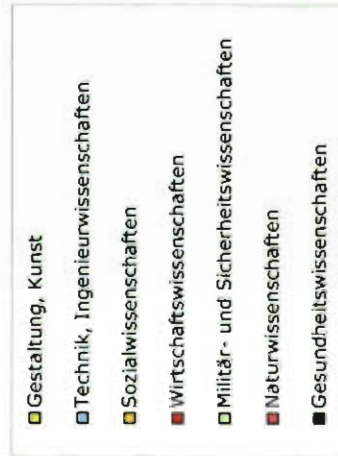 Gestaltung, Kunst
Technik, Ingenieurwissenschaften
Sozialwissenschaften
Wirtschaftswissenschaften
Militär- und Sicherheitswissenschaften
Naturwissenschaften
Gesundheitswissenschaften